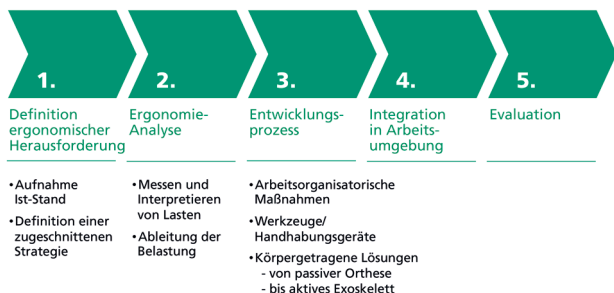 1.
2.
3.
4.
5.
Definition
ergonomischer
Herausforderung
Ergonomie-
Analyse
Entwicklungs-
prozess
Integration
in Arbeits-
umgebung
Evaluation
•Aufnahme
Ist-Stand
•Definition einer
zugeschnittenen
Strategie
•Messen und
Interpretieren
von Lasten
•Ableitung der
Belastung
•Arbeitsorganisatorische
Maßnahmen
•Werkzeuge/
Handhabungsgeräte
•Körpergetragene Lösungen
- von passiver Orthese
- bis aktives Exoskelett